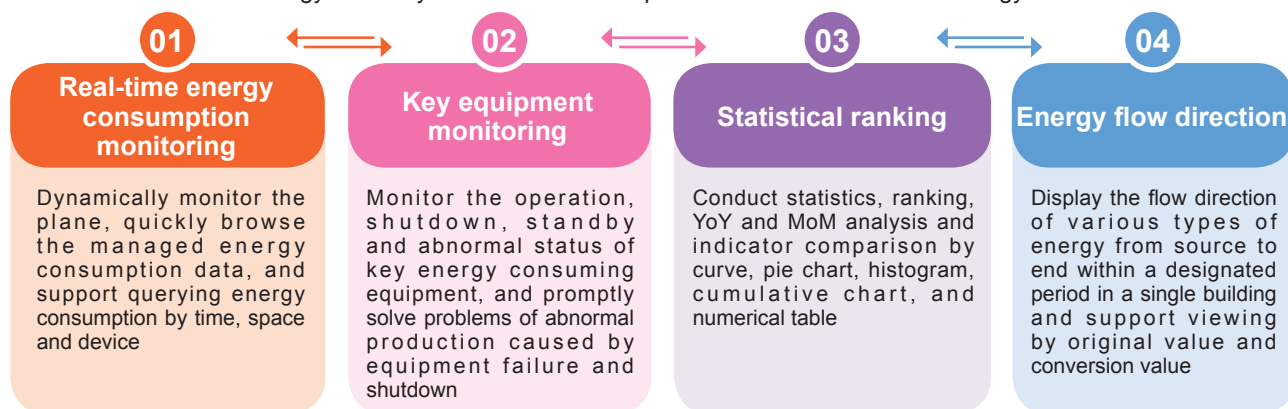 01
Real-time energy
consumption
monitoring
Dynamically monitor the
plane, quickly browse
the managed energy
consumption data, and
support querying energy
consumption by time, space
and device
02
Key equipment
monitoring
Monitor the operation,
shutdown, standby
and abnormal status of
key energy consuming
equipment, and promptly
solve problems of abnormal
production caused by
equipment failure and
shutdown
03
Statistical ranking
Conduct statistics, ranking,
YoY and MoM analysis and
indicator comparison by
curve, pie chart, histogram,
cumulative chart, and
numerical table
04
Energy flow direction
Display the flow direction
of various types of
energy from source to
end within a designated
period in a single building
and support viewing
by original value and
conversion value